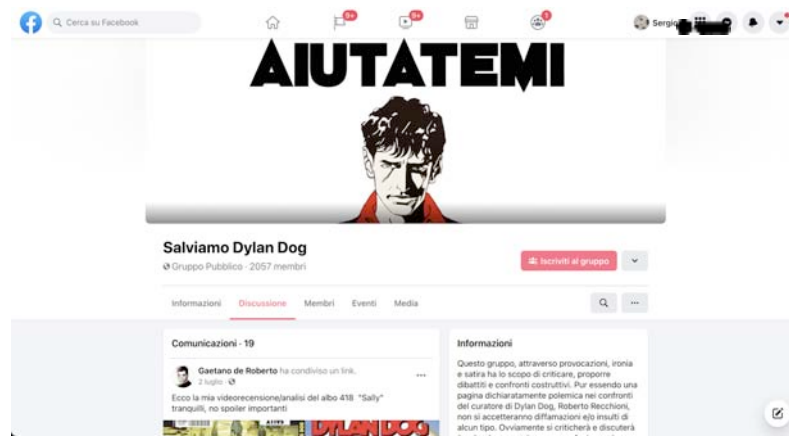 Cerca su Facebook
9+
9+
1
Sergio
AIUTATEMI
Salviamo Dylan Dog
Gruppo Pubblico · 2057 membri
Iscriviti al gruppo
Informazioni
Discussione
Membri
Eventi
Media
Comunicazioni · 19
Gaetano de Roberto ha condiviso un link.
2 luglio ·
Ecco la mia videorecensione/analisi del albo 418 "Sally"
tranquilli, no spoiler importanti
DYLAN DOG
Informazioni
Questo gruppo, attraverso provocazioni, ironia
e satira ha lo scopo di criticare, proporre
dibattiti e confronti costruttivi. Pur essendo una
pagina dichiaratamente polemica nei confronti
del curatore di Dylan Dog, Roberto Recchioni,
non si accetteranno diffamazioni e/o insulti di
alcun tipo. Ovviamente si criticherà e discuterà